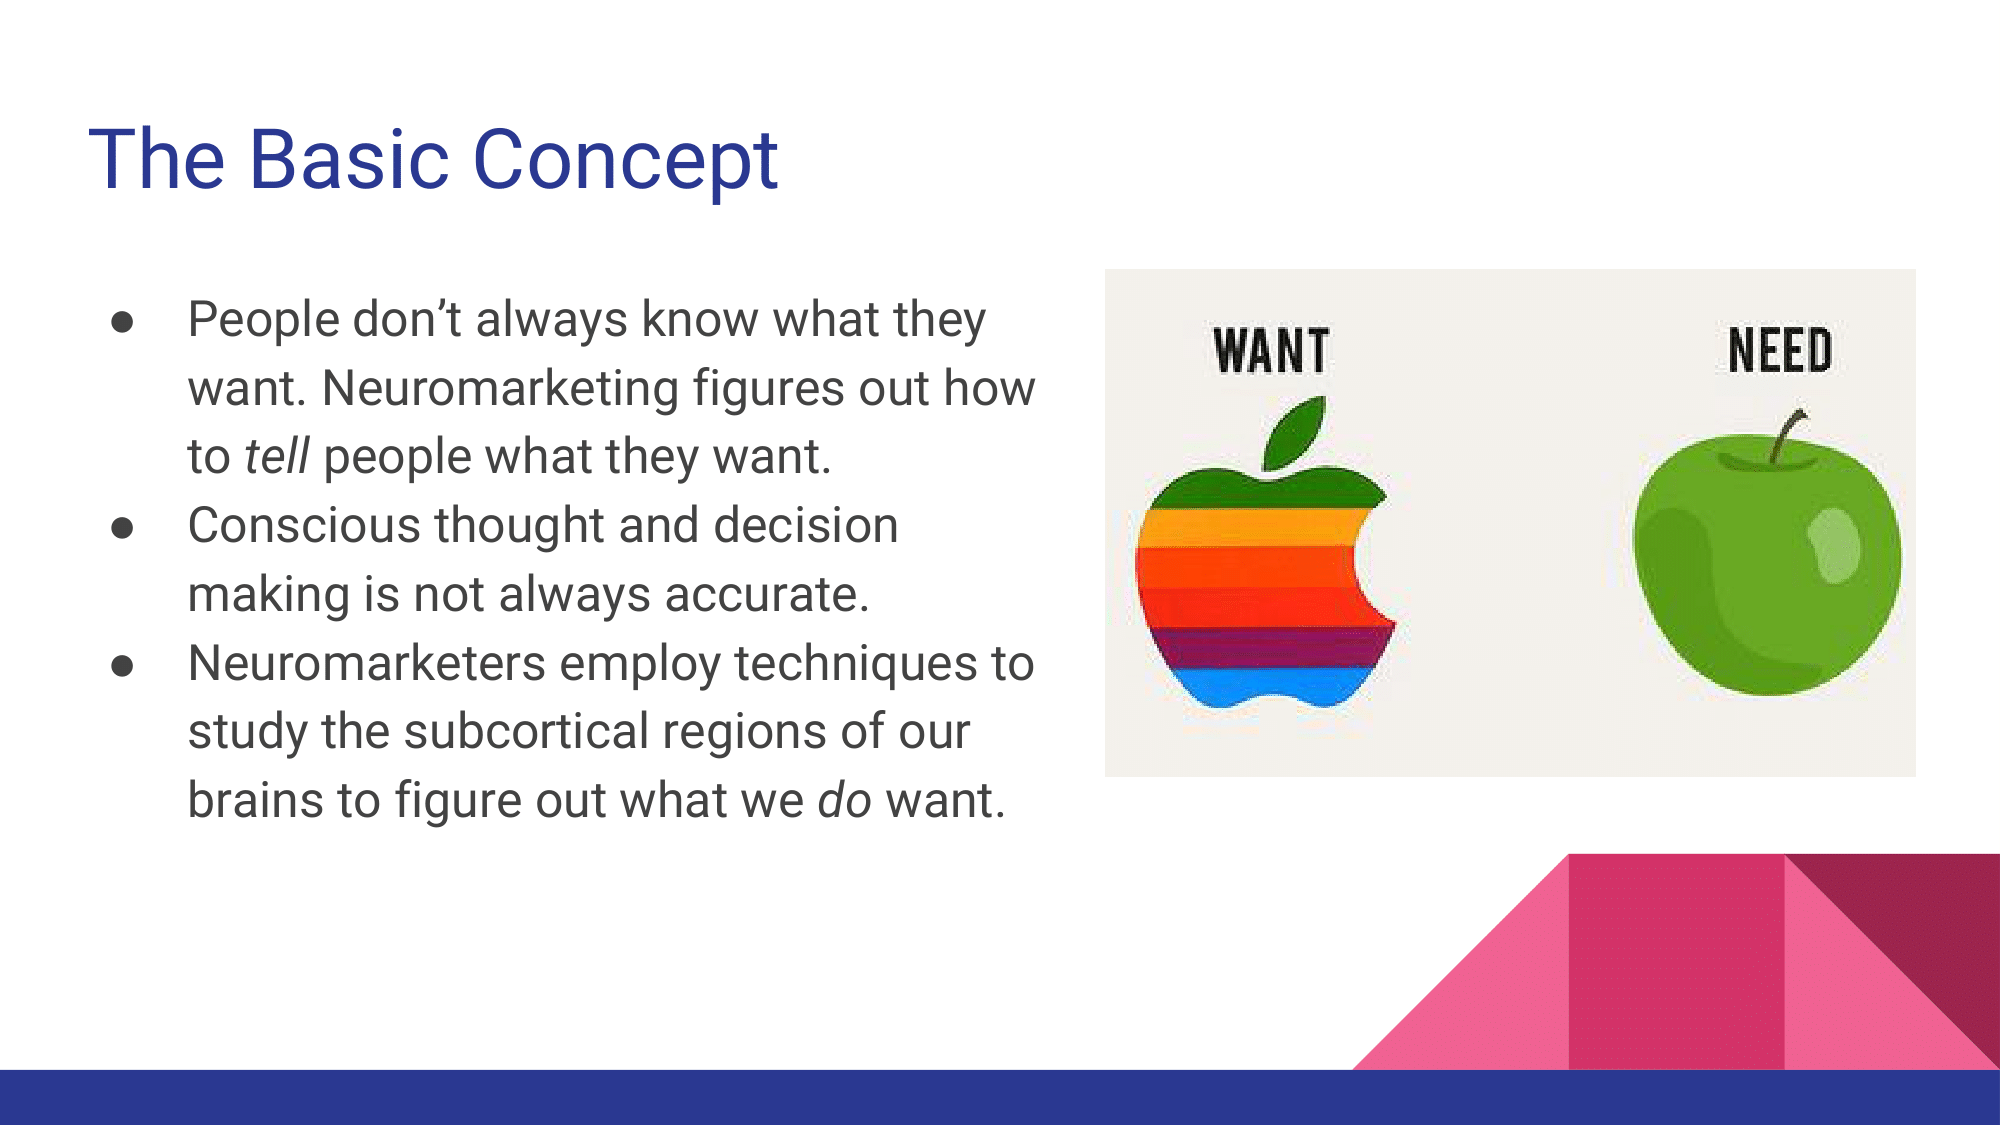 The Basic Concept
● People don’t always know what they
want. Neuromarketing figures out how
to tell people what they want.
● Conscious thought and decision
making is not always accurate.
● Neuromarketers employ techniques to
study the subcortical regions of our
brains to figure out what we do want.
WANT
NEED